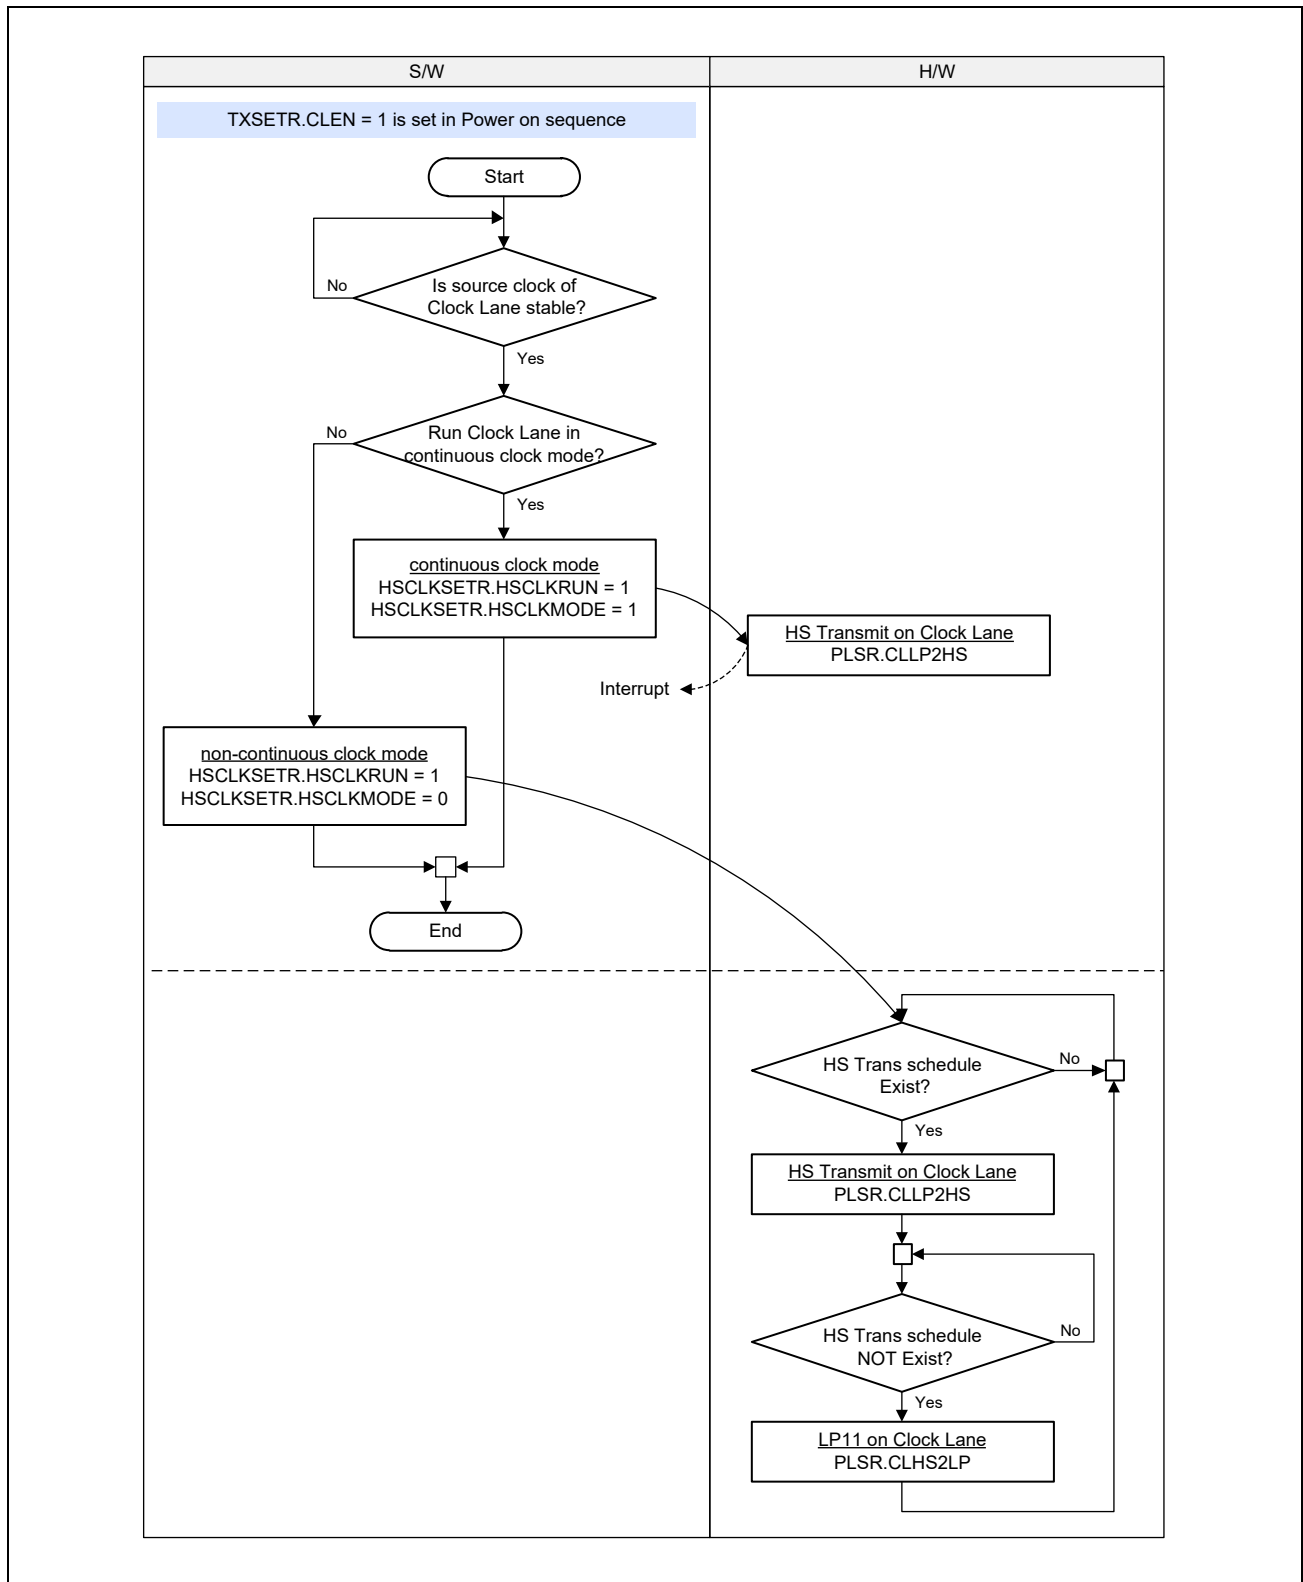 S/W
H/W
TXSETR.CLEN = 1 is set in Power on sequence
Start
No
Is source clock of
Clock Lane stable?
Yes
No
Run Clock Lane in
continuous clock mode?
Yes
continuous clock mode
HSCLKSETR.HSCLKRUN = 1
HSCLKSETR.HSCLKMODE = 1
HS Transmit on Clock Lane
PLSR.CLLP2HS
Interrupt
non-continuous clock mode
HSCLKSETR.HSCLKRUN = 1
HSCLKSETR.HSCLKMODE = 0
End
HS Trans schedule
Exist?
No
Yes
HS Transmit on Clock Lane
PLSR.CLLP2HS
HS Trans schedule
NOT Exist?
No
Yes
LP11 on Clock Lane
PLSR.CLHS2LP